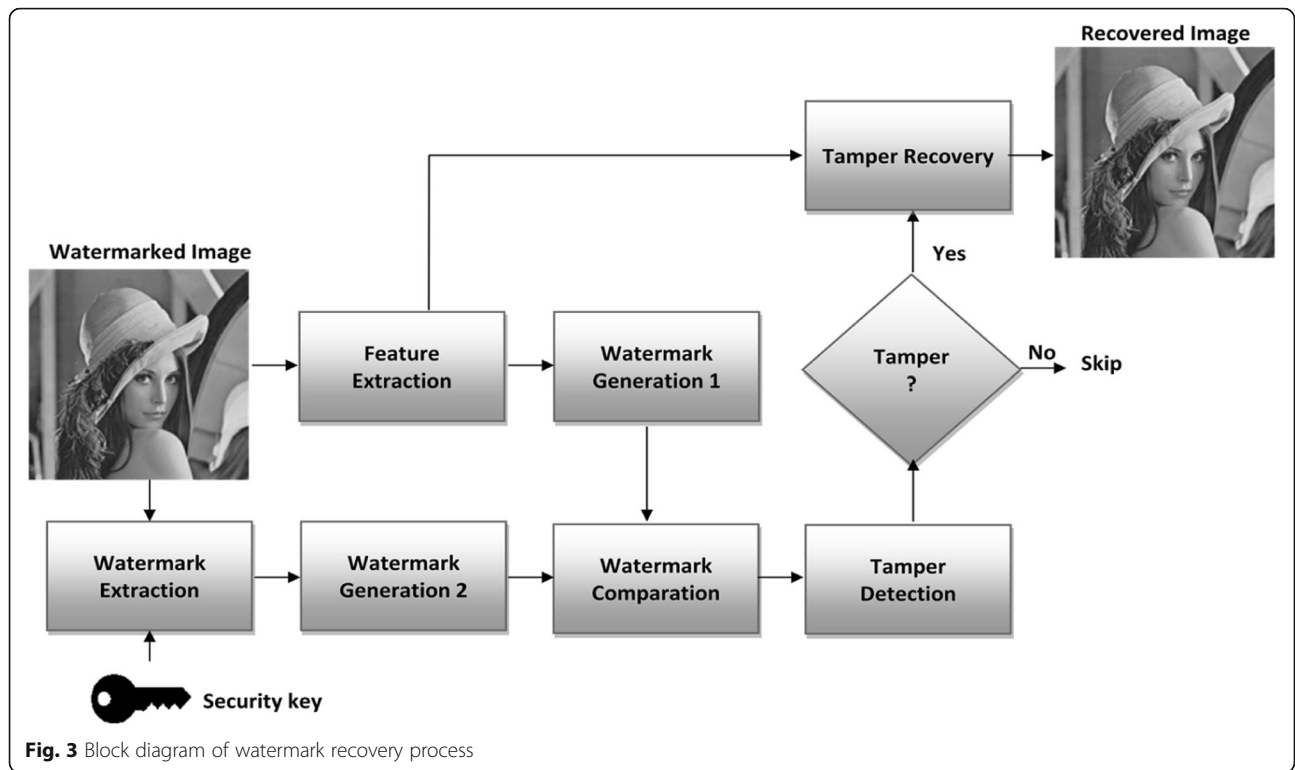 Recovered Image
Tamper Recovery
Watermarked Image
Yes
Feature
Extraction
Watermark
Generation 1
Tamper
?
No
Skip
Watermark
Extraction
Watermark
Generation 2
Watermark
Comparation
Tamper
Detection
Security key
Fig. 3 Block diagram of watermark recovery process